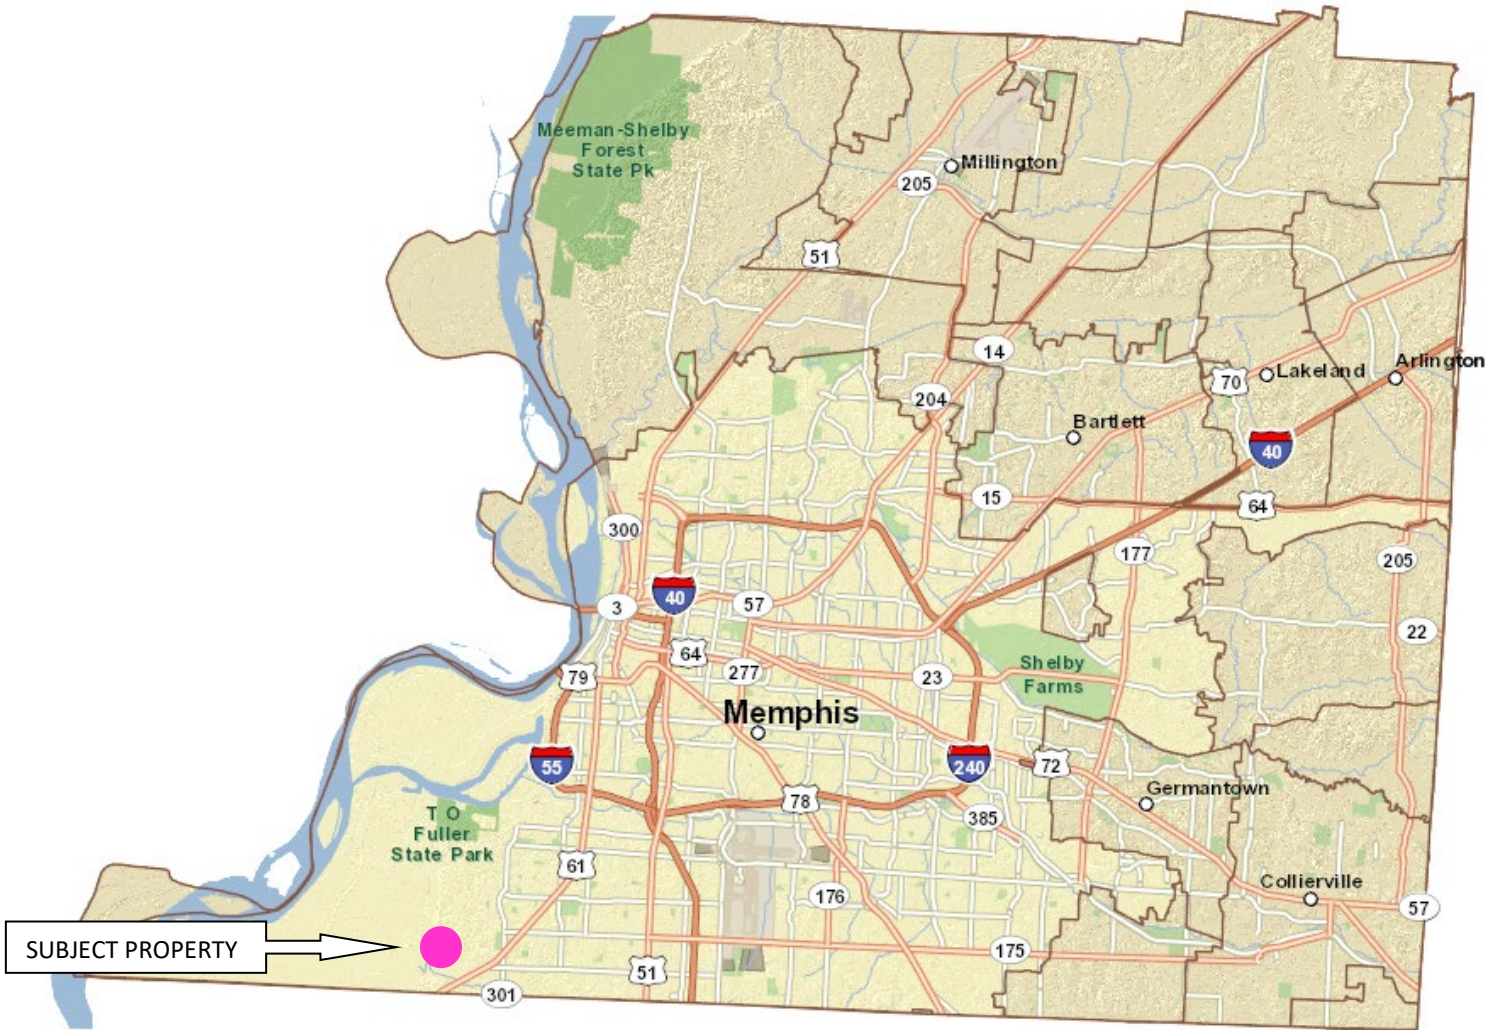 Meeman-Shelby
Forest
State Pk
Millington
205
51
14
70
Lakeland
Arlington
204
Bartlett
40
15
64
300
177
205
40
3
57
22
64
277
79
23
Shelby
Farms
Memphis
55
240
72
78
Germantown
385
T O
Fuller
State Park
61
176
Collierville
57
SUBJECT PROPERTY
175
51
301